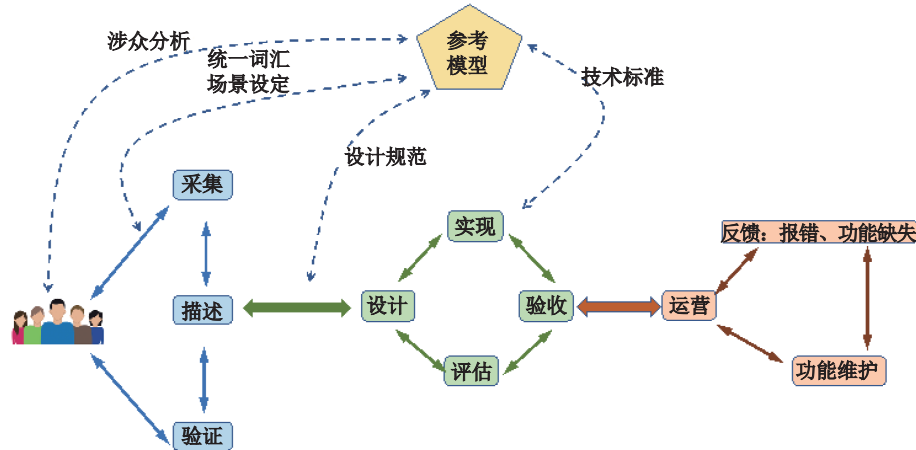 参考
模型
涉众分析
统一词汇
场景设定
技术标准
设计规范
采集
实现
反馈：报错、功能缺失
描述
设计
验收
运营
评估
功能维护
验证